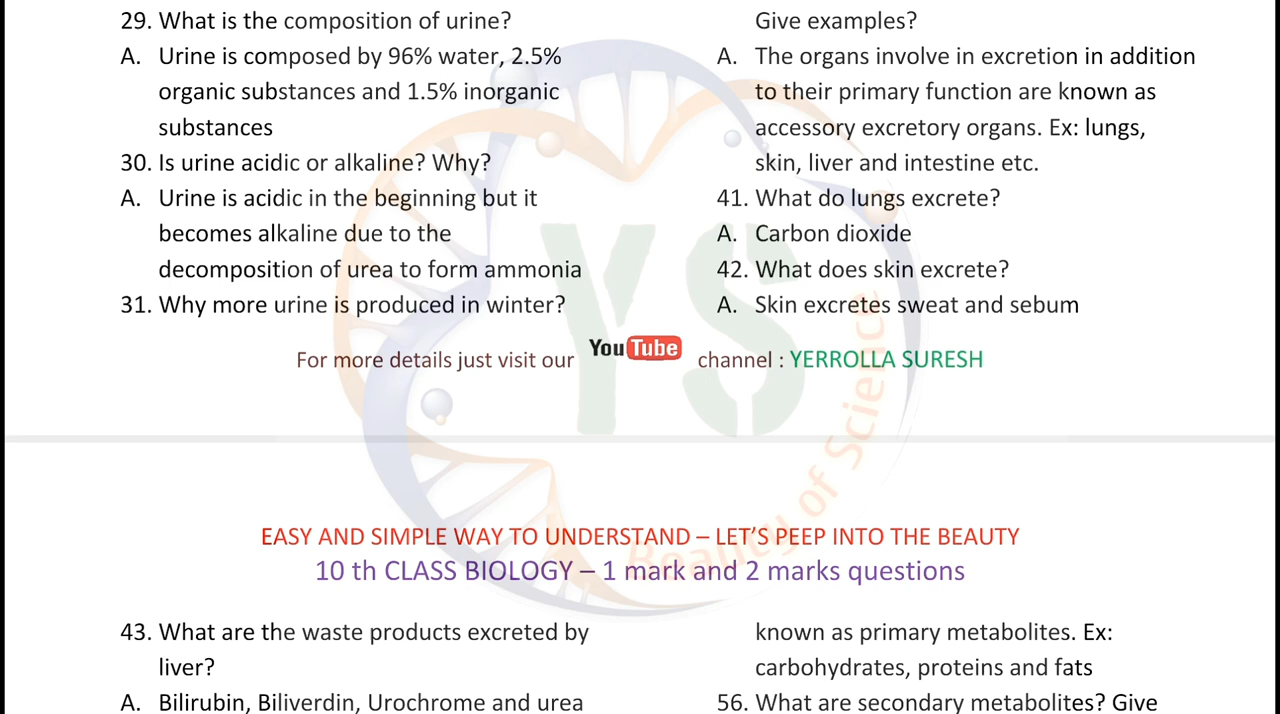 29. What is the composition of urine?
A. Urine is composed by 96% water, 2.5%
organic substances and 1.5% inorganic
substances
30. Is urine acidic or alkaline? Why?
A. Urine is acidic in the beginning but it
becomes alkaline due to the
decomposition of urea to form ammonia
31. Why more urine is produced in winter?
Give examples?
A. The organs involve in excretion in addition
to their primary function are known as
accessory excretory organs. Ex: lungs,
skin, liver and intestine etc.
41. What do lungs excrete?
A. Carbon dioxide
42. What does skin excrete?
A. Skin excretes sweat and sebum
YS
For more details just visit our YouTube channel : YERROLLA SURESH
Beauty of Science
EASY AND SIMPLE WAY TO UNDERSTAND – LET’S PEEP INTO THE BEAUTY
10 th CLASS BIOLOGY – 1 mark and 2 marks questions
43. What are the waste products excreted by
liver?
A. Bilirubin, Biliverdin, Urochrome and urea
known as primary metabolites. Ex:
carbohydrates, proteins and fats
56. What are secondary metabolites? Give